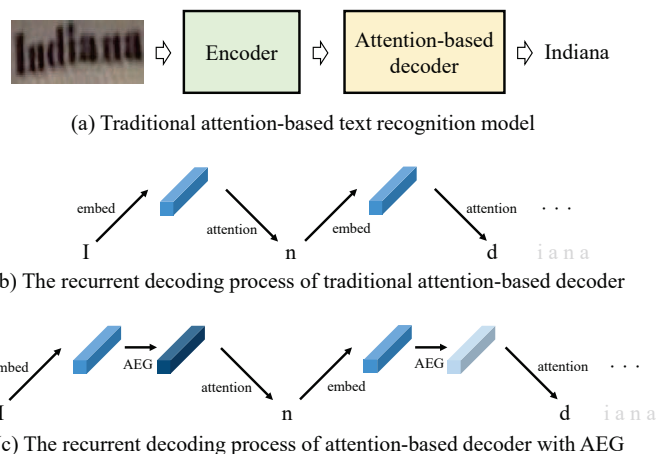 Indiana
Encoder
Attention-based
decoder
Indiana
(a) Traditional attention-based text recognition model
embed
attention
embed
attention
. . .
I
n
d
i a n a
b) The recurrent decoding process of traditional attention-based decoder
embed
AEG
attention
embed
AEG
attention
. . .
I
n
d
i a n a
(c) The recurrent decoding process of attention-based decoder with AEG